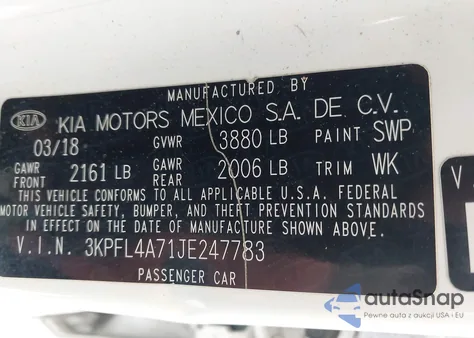 MANUFACTURED BY
KIA KIA MOTORS MEXICO S.A. DE C.V.
03/18 GVWR 3880 LB PAINT SWP
GAWR FRONT 2161 LB GAWR REAR 2006 LB TRIM WK
THIS VEHICLE CONFORMS TO ALL APPLICABLE U.S.A. FEDERAL
MOTOR VEHICLE SAFETY, BUMPER, AND THEFT PREVENTION STANDARDS
IN EFFECT ON THE DATE OF MANUFACTURE SHOWN ABOVE.
V.I.N. 3KPFL4A71JE247783
PASSENGER CAR
V
autoSnap
Pewne auta z aukcji USA i EU